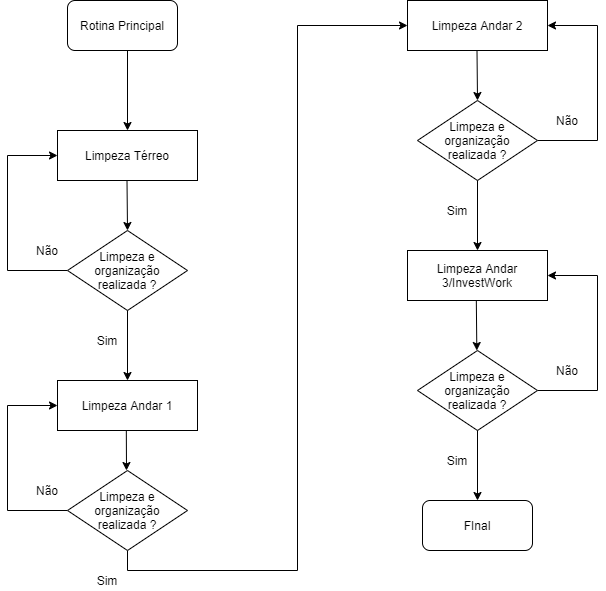 Rotina Principal
Limpeza Térreo
Não
Limpeza e
organização
realizada ?
Sim
Limpeza Andar 1
Não
Limpeza e
organização
realizada ?
Sim
Limpeza Andar 2
Não
Limpeza e
organização
realizada ?
Sim
Limpeza Andar
3/InvestWork
Não
Limpeza e
organização
realizada ?
Sim
FInal